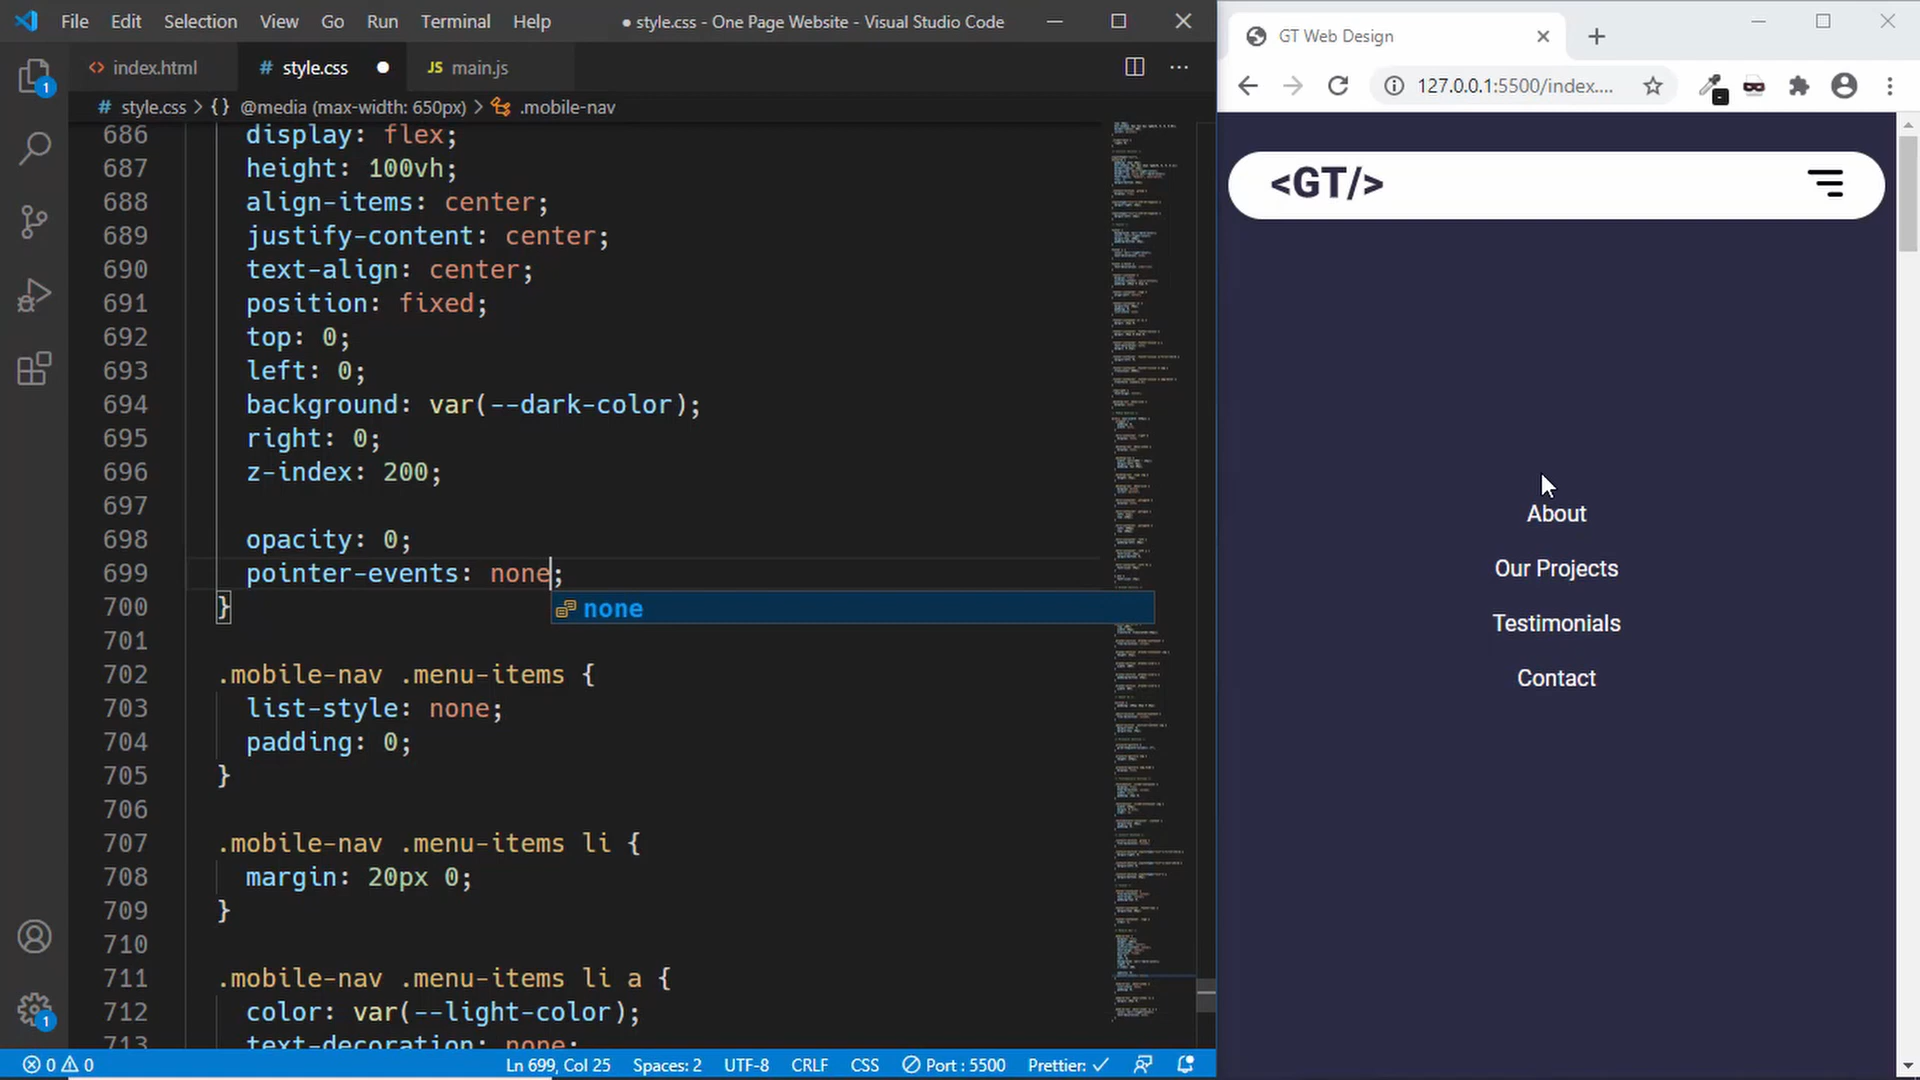 File Edit Selection View Go Run Terminal Help
● style.css - One Page Website - Visual Studio Code
<> index.html
# style.css ●
JS main.js
# style.css > {} @media (max-width: 650px) > .mobile-nav
686 display: flex;
687 height: 100vh;
688 align-items: center;
689 justify-content: center;
690 text-align: center;
691 position: fixed;
692 top: 0;
693 left: 0;
694 background: var(--dark-color);
695 right: 0;
696 z-index: 200;
697
698 opacity: 0;
699 pointer-events: none;
none
700 }
701
702 .mobile-nav .menu-items {
703 list-style: none;
704 padding: 0;
705 }
706
707 .mobile-nav .menu-items li {
708 margin: 20px 0;
709 }
710
711 .mobile-nav .menu-items li a {
712 color: var(--light-color);
713 text-decoration: none;
1
1
0 0
Ln 699, Col 25 Spaces: 2 UTF-8 CRLF CSS Port : 5500 Prettier: ✓
GT Web Design
127.0.0.1:5500/index....
<GT/>
About
Our Projects
Testimonials
Contact